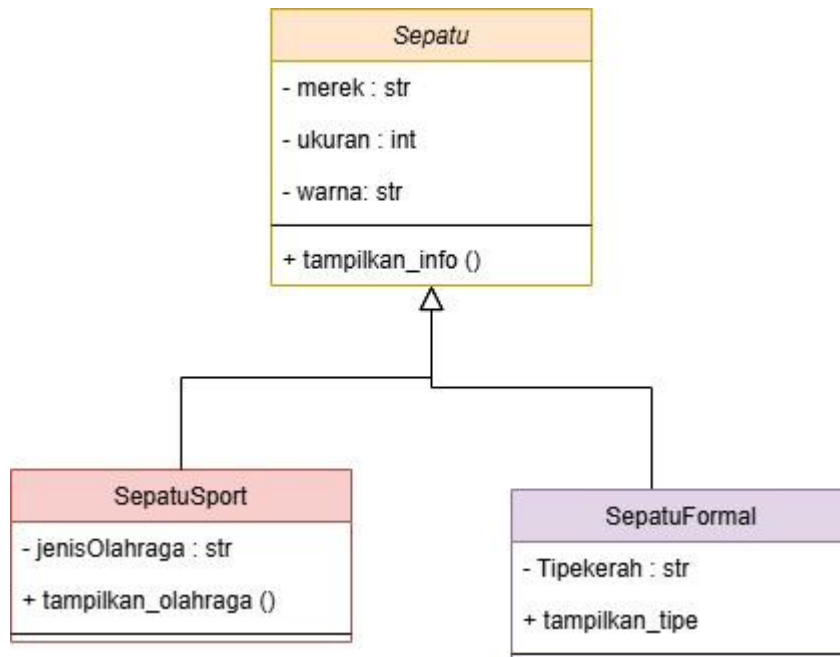 Sepatu
- merek : str
- ukuran : int
- warna: str
+ tampilkan_info ()
SepatuSport
- jenisOlahraga : str
+ tampilkan_olahraga ()
SepatuFormal
- Tipekerah : str
+ tampilkan_tipe